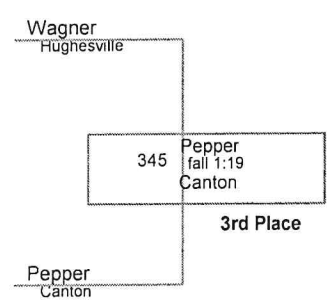 Wagner
Hughesville
345
Pepper
fall 1:19
Canton
3rd Place
Pepper
Canton